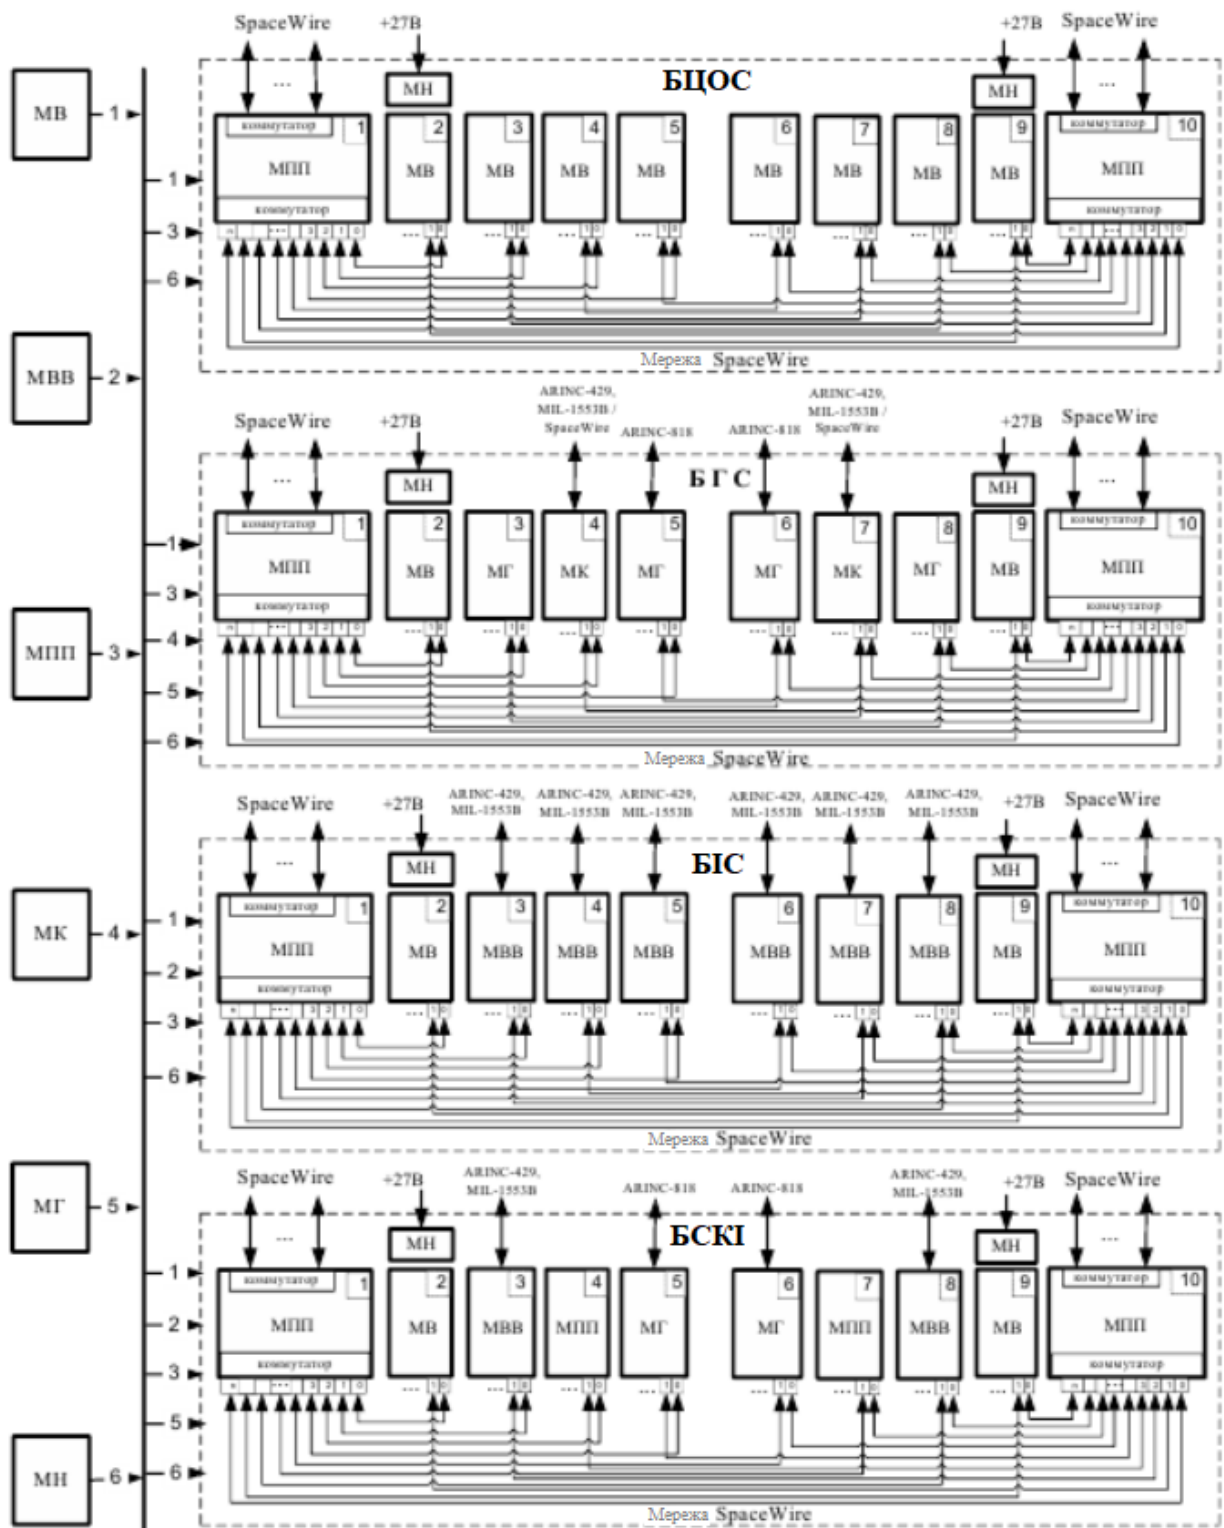 SpaceWire +27В +27В SpaceWire
БЦОС
МВ 1
... МН МН ...
коммутатор 1 2 3 4 5 6 7 8 9 коммутатор 10
1 МПП МВ МВ МВ МВ МВ МВ МВ МВ МПП
коммутатор коммутатор
3
6
Мережа SpaceWire
МВВ 2
SpaceWire +27В ARINC-429, MIL-1553B / SpaceWire ARINC-818 ARINC-818 ARINC-429, MIL-1553B / SpaceWire +27В SpaceWire
Б Г С
... МН МН ...
коммутатор 1 2 3 4 5 6 7 8 9 коммутатор 10
1 МПП МВ МГ МК МГ МГ МК МГ МВ МПП
3 коммутатор коммутатор
МПП 3
4
5
6
Мережа SpaceWire
SpaceWire +27В ARINC-429, MIL-1553B ARINC-429, MIL-1553B ARINC-429, MIL-1553B ARINC-429, MIL-1553B ARINC-429, MIL-1553B ARINC-429, MIL-1553B +27В SpaceWire
БІС
... МН МН ...
коммутатор 1 2 3 4 5 6 7 8 9 коммутатор 10
1 МПП МВ МВВ МВВ МВВ МВВ МВВ МВВ МВ МПП
МК 4
2 коммутатор коммутатор
3
6
Мережа SpaceWire
SpaceWire +27В ARINC-429, MIL-1553B ARINC-818 ARINC-818 ARINC-429, MIL-1553B +27В SpaceWire
МГ 5
БСКІ
... МН МН ...
1 коммутатор 1 2 3 4 5 6 7 8 9 коммутатор 10
2 МПП МВ МВВ МПП МГ МГ МПП МВВ МВ МПП
3 коммутатор коммутатор
5
МН 6
6
Мережа SpaceWire